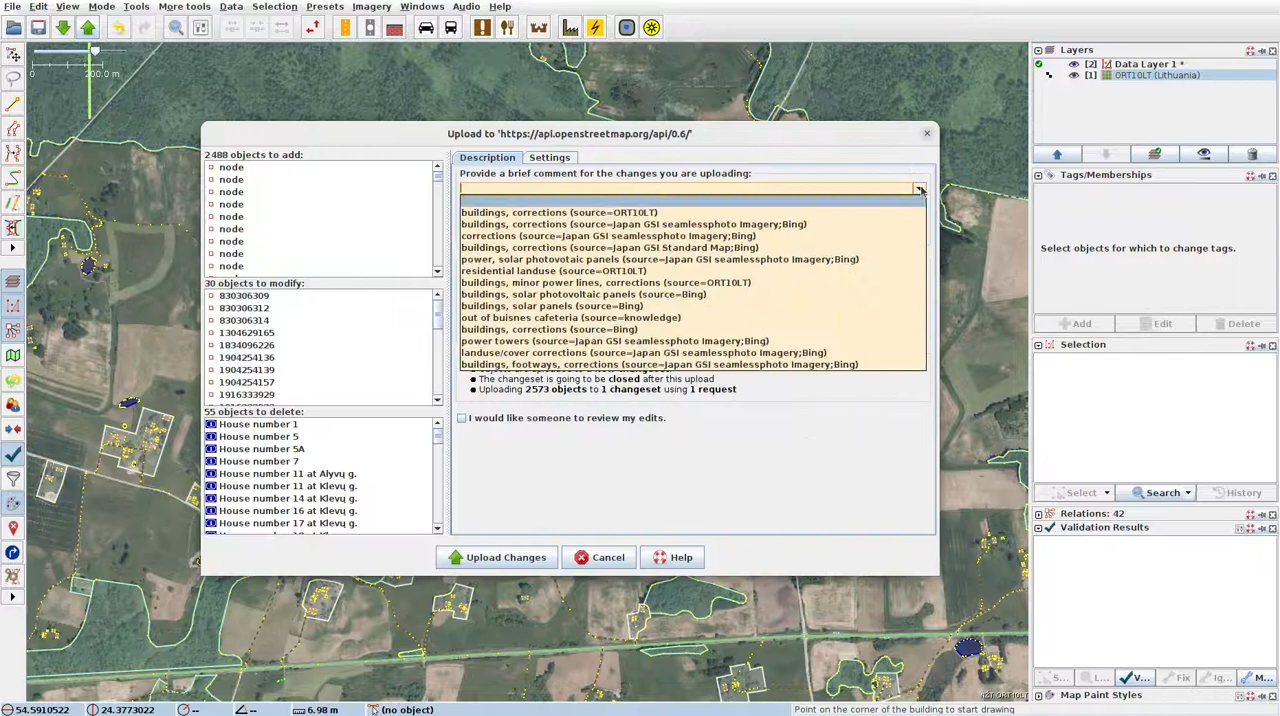 File Edit View Mode Tools More tools Data Selection Presets Imagery Windows Audio Help
0 200.0 m
Upload to 'https://api.openstreetmap.org/api/0.6/'
2488 objects to add:
node
node
node
node
node
node
node
node
node
30 objects to modify:
830306309
830306312
830306314
1304629165
1834096226
1904254136
1904254139
1904254157
1916333929
55 objects to delete:
House number 1
House number 5
House number 5A
House number 7
House number 11 at Alyvų g.
House number 11 at Klevų g.
House number 14 at Klevų g.
House number 16 at Klevų g.
House number 17 at Klevų g.
Description Settings
Provide a brief comment for the changes you are uploading:
buildings, corrections (source=ORT10LT)
buildings, corrections (source=Japan GSI seamlessphoto Imagery;Bing)
corrections (source=Japan GSI seamlessphoto Imagery;Bing)
buildings, corrections (source=Japan GSI Standard Map;Bing)
power, solar photovotaic panels (source=Japan GSI seamlessphoto Imagery;Bing)
residential landuse (source=ORT10LT)
buildings, minor power lines, corrections (source=ORT10LT)
buildings, solar photovoltaic panels (source=Bing)
buildings, solar panels (source=Bing)
out of buisnes cafeteria (source=knowledge)
buildings, corrections (source=Bing)
power towers (source=Japan GSI seamlessphoto Imagery;Bing)
landuse/cover corrections (source=Japan GSI seamlessphoto Imagery;Bing)
buildings, footways, corrections (source=Japan GSI seamlessphoto Imagery;Bing)
The changeset is going to be closed after this upload
Uploading 2573 objects to 1 changeset using 1 request
I would like someone to review my edits.
Upload Changes Cancel Help
Layers
[2] Data Layer 1 *
[1] ORT10LT (Lithuania)
Tags/Memberships
Select objects for which to change tags.
Add Edit Delete
Selection
Select Search History
Relations: 42
Validation Results
S... L... V... Fix Ig... M...
Map Paint Styles
NŽT ORT10LT
54.5910522 24.3773022 -- -- 6.98 m (no object) Point on the corner of the building to start drawing